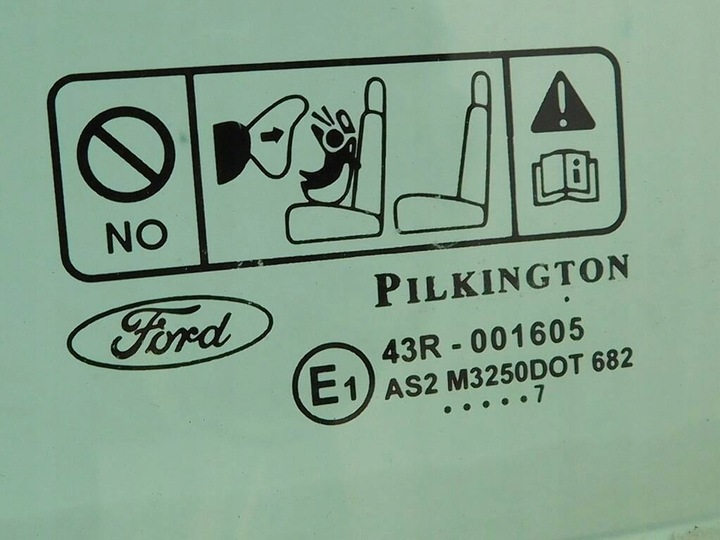 NO
i
PILKINGTON
Ford
E1
43R - 001605
AS2 M3250DOT 682
.....7